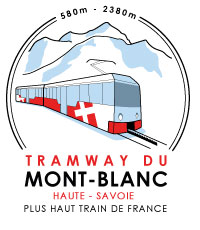 580m - 2380m
TRAMWAY DU
MONT-BLANC
HAUTE - SAVOIE
PLUS HAUT TRAIN DE FRANCE